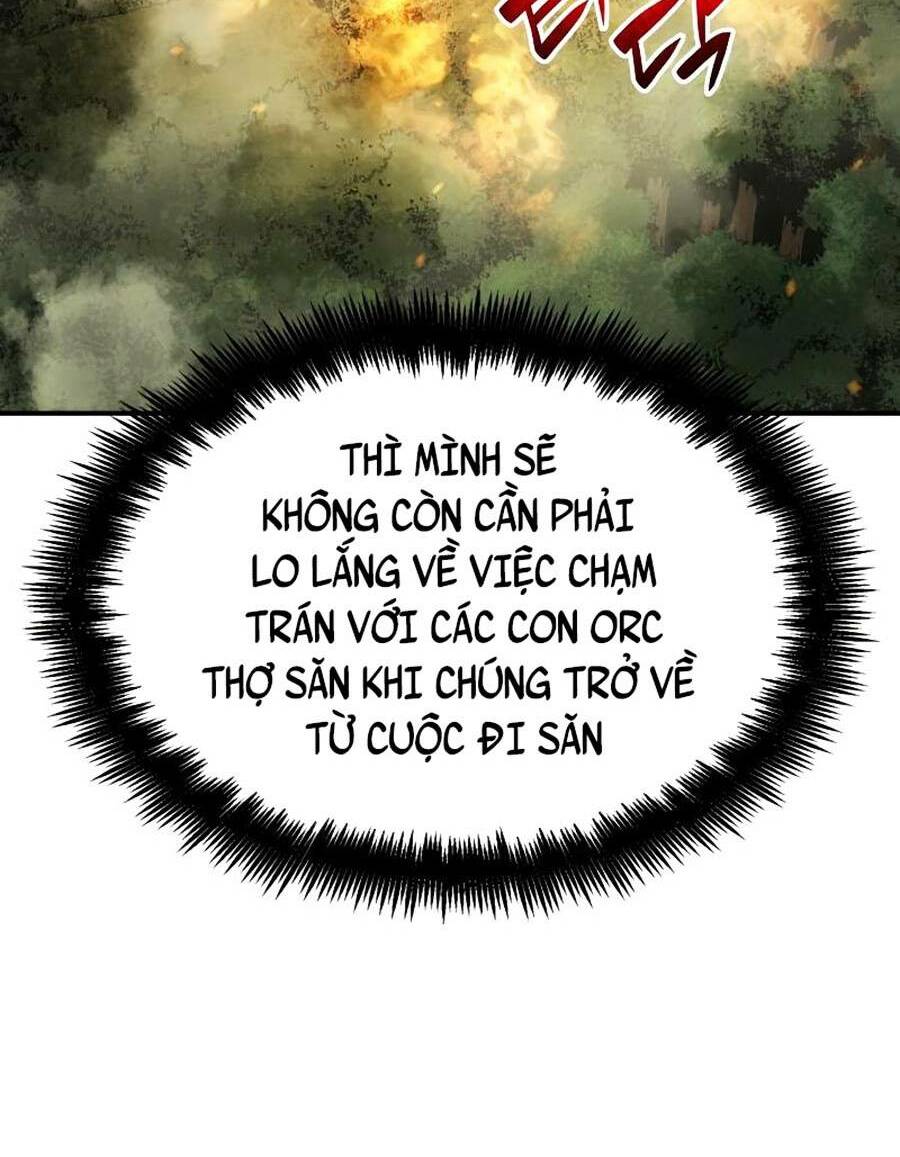 THÌ MÌNH SẼ
KHÔNG CÒN CẦN PHẢI
LO LẮNG VỀ VIỆC CHẠM
TRÁN VỚI CÁC CON ORC
THỢ SĂN KHI CHÚNG TRỞ VỀ
TỪ CUỘC ĐI SĂN